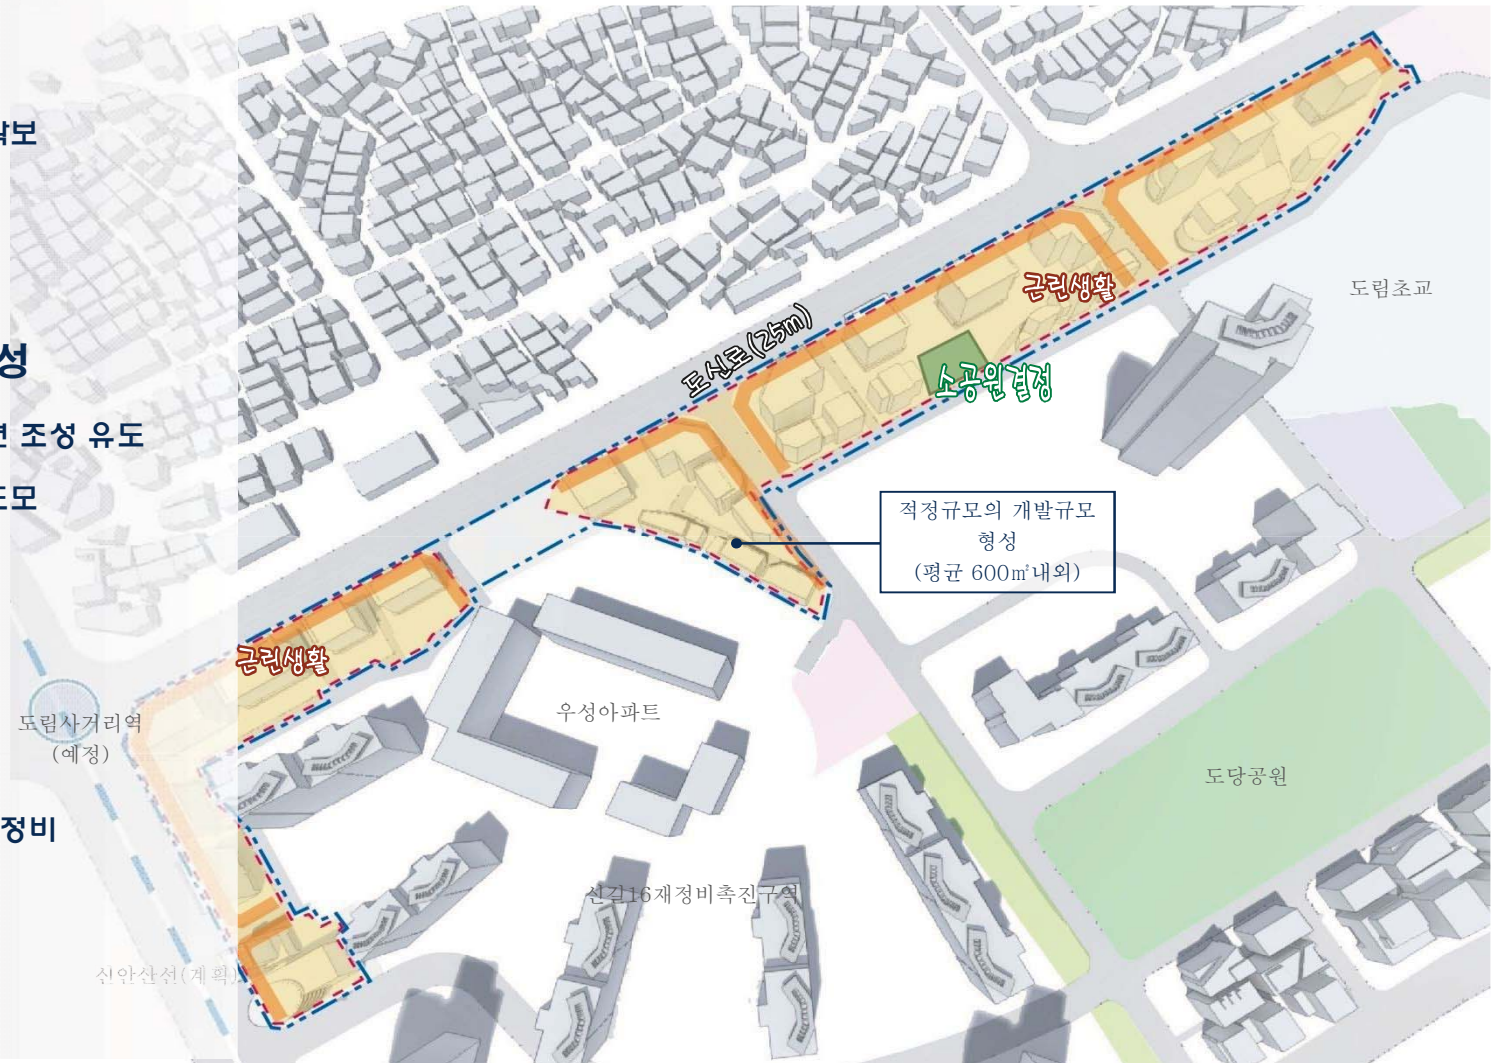 확보
성
조성 유도
도모
정비
도신로(25m)
근린생활
소공원결정
도림초교
적정규모의 개발규모
형성
(평균 600㎡내외)
근린생활
도림사거리역
(예정)
우성아파트
도당공원
신길16재정비촉진구역
신안산선(계획)